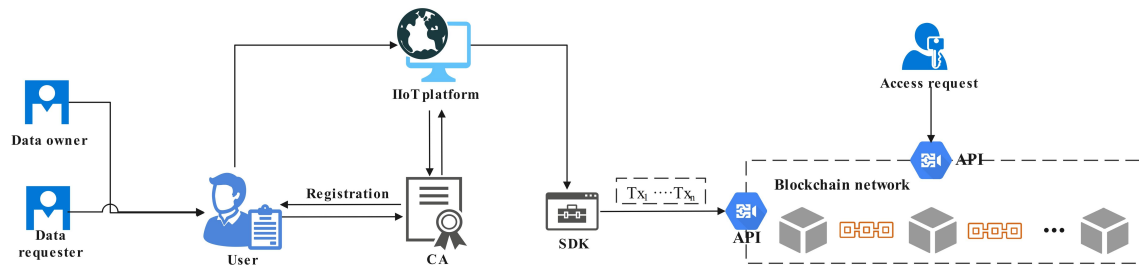 IIoT platform
Access request
Data owner
API
Registration
Tx1 ····Txn
Blockchain network
Data
requester
User
CA
SDK
API
•••